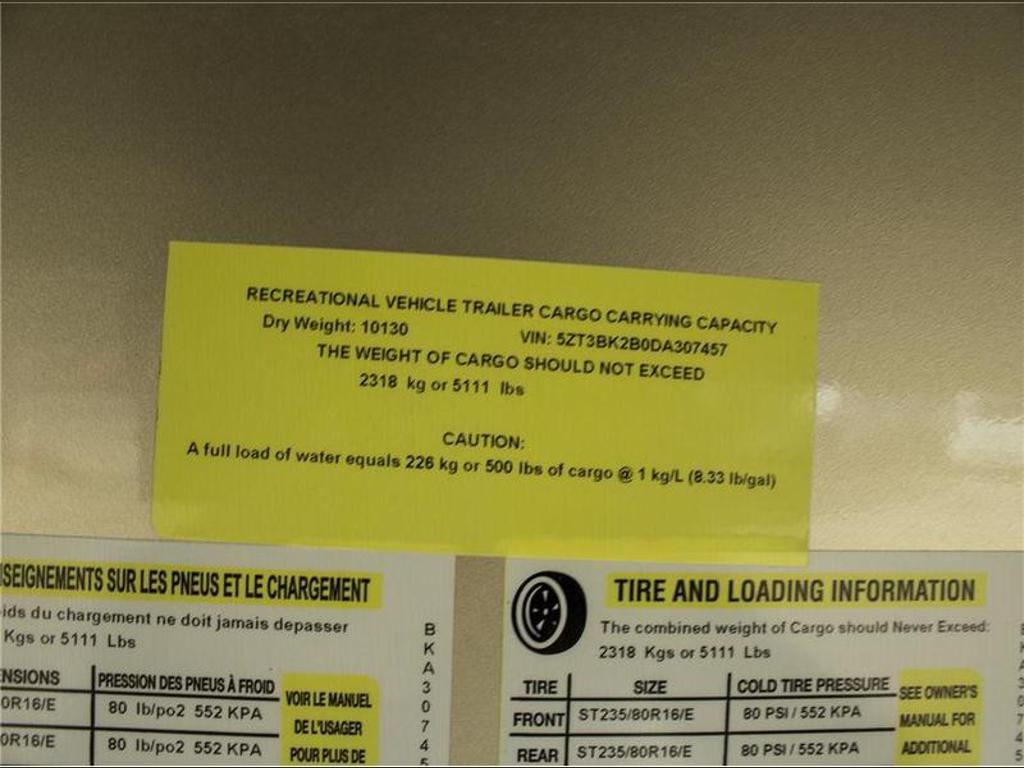 RECREATIONAL VEHICLE TRAILER CARGO CARRYING CAPACITY
Dry Weight: 10130 VIN: 5ZT3BK2B0DA307457
THE WEIGHT OF CARGO SHOULD NOT EXCEED
2318 kg or 5111 lbs
CAUTION:
A full load of water equals 226 kg or 500 lbs of cargo @ 1 kg/L (8.33 lb/gal)
SEIGNEMENTS SUR LES PNEUS ET LE CHARGEMENT
ids du chargement ne doit jamais depasser
Kgs or 5111 Lbs
NSIONS PRESSION DES PNEUS À FROID
0R16/E 80 lb/po2 552 KPA
0R16/E 80 lb/po2 552 KPA
VOIR LE MANUEL
DE L'USAGER
POUR PLUS DE
B
K
A
3
0
7
4
5
TIRE AND LOADING INFORMATION
The combined weight of Cargo should Never Exceed:
2318 Kgs or 5111 Lbs
TIRE SIZE COLD TIRE PRESSURE
FRONT ST235/80R16/E 80 PSI / 552 KPA
REAR ST235/80R16/E 80 PSI / 552 KPA
SEE OWNER'S
MANUAL FOR
ADDITIONAL